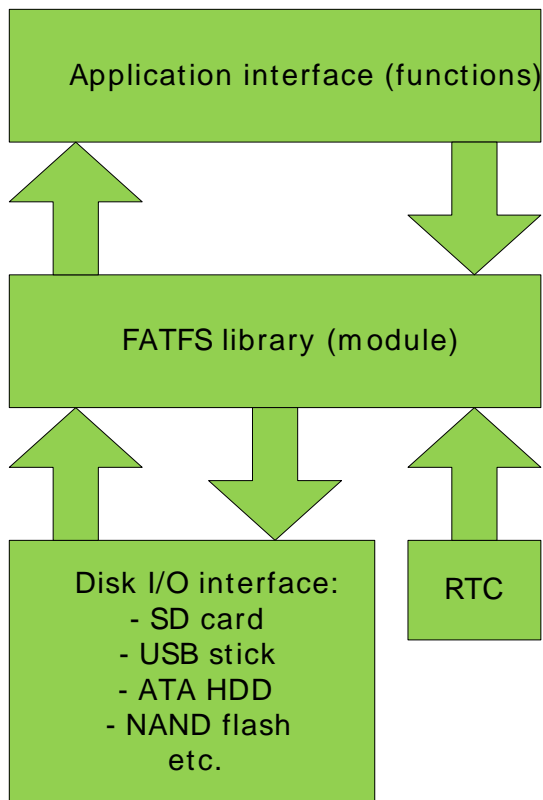 Application interface (functions)
FATFS library (module)
Disk I/O interface:
- SD card
- USB stick
- ATA HDD
- NAND flash
etc.
RTC